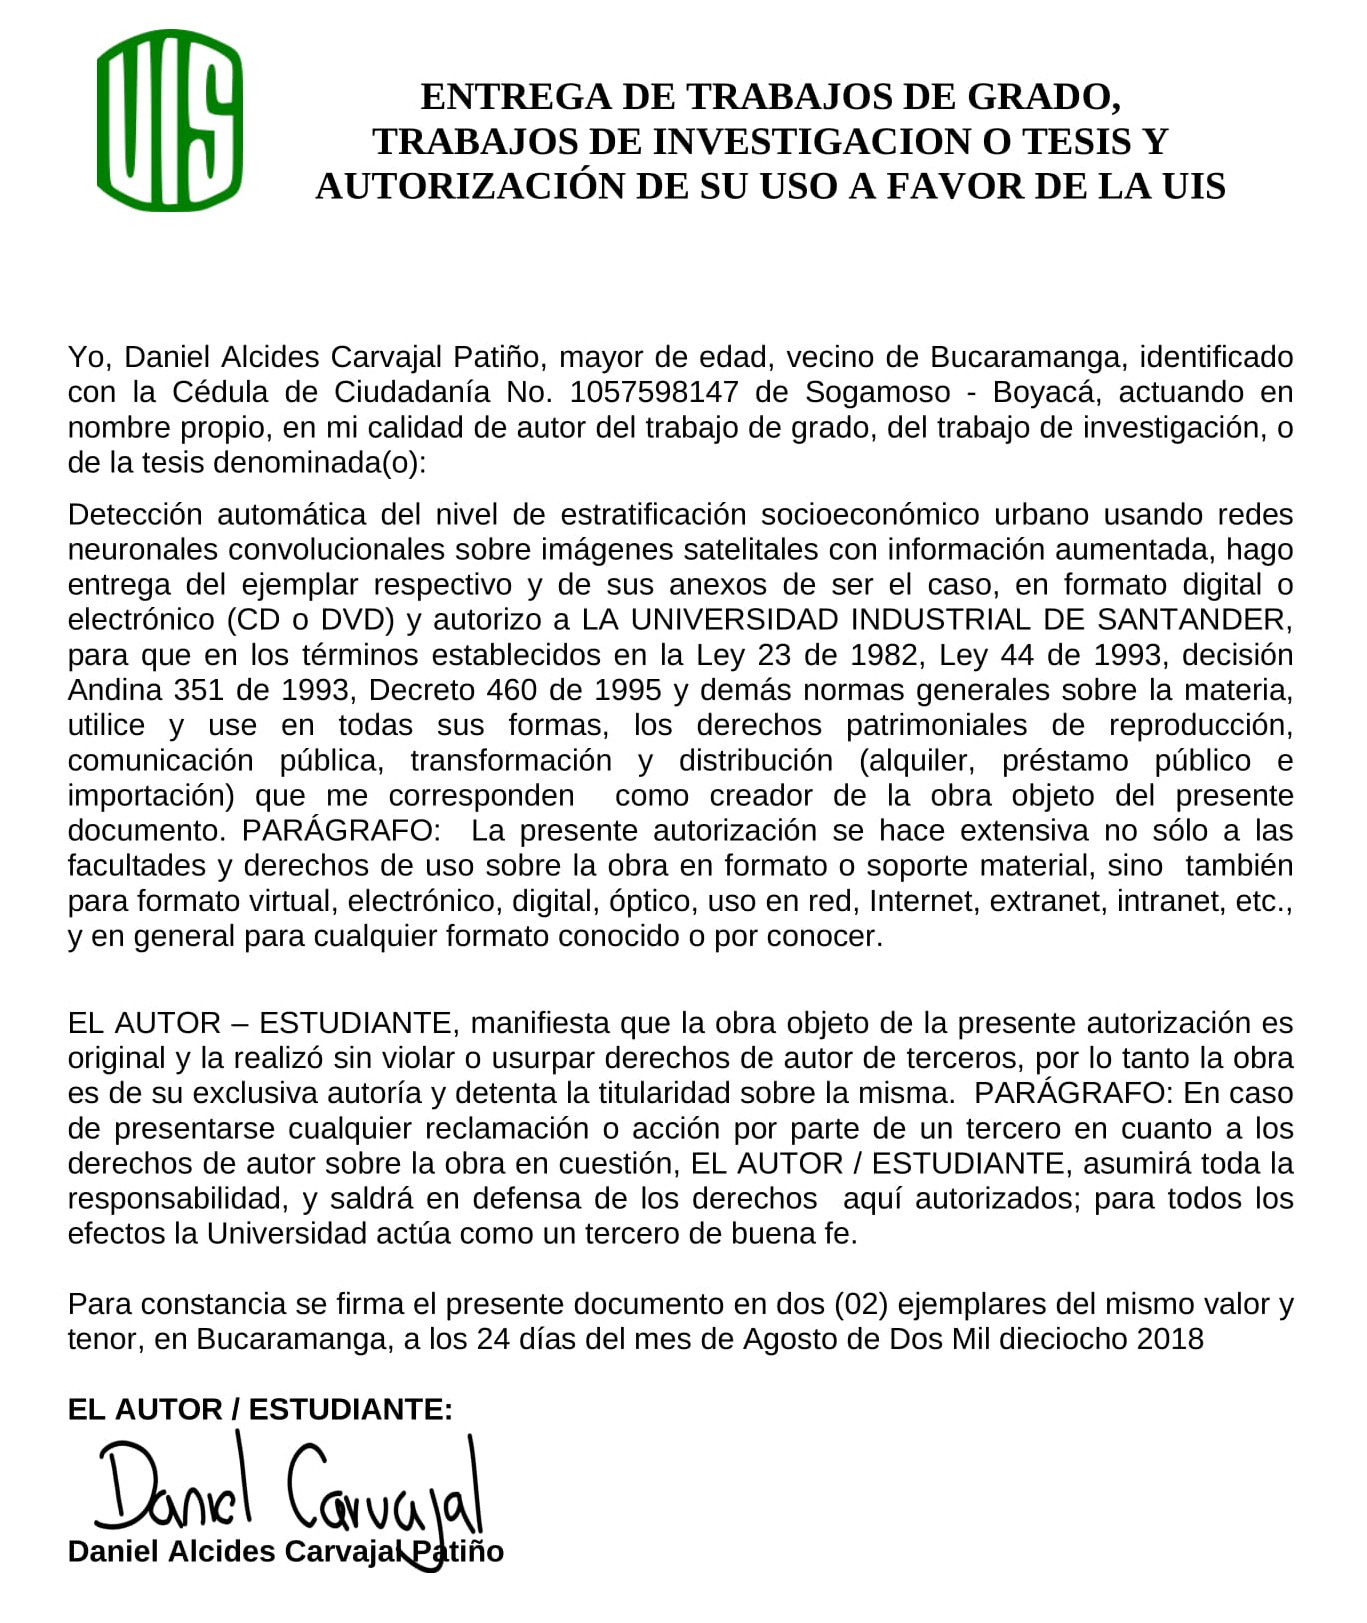 UIS
ENTREGA DE TRABAJOS DE GRADO,
TRABAJOS DE INVESTIGACION O TESIS Y
AUTORIZACIÓN DE SU USO A FAVOR DE LA UIS
Yo, Daniel Alcides Carvajal Patiño, mayor de edad, vecino de Bucaramanga, identificado
con la Cédula de Ciudadanía No. 1057598147 de Sogamoso - Boyacá, actuando en
nombre propio, en mi calidad de autor del trabajo de grado, del trabajo de investigación, o
de la tesis denominada(o):
Detección automática del nivel de estratificación socioeconómico urbano usando redes
neuronales convolucionales sobre imágenes satelitales con información aumentada, hago
entrega del ejemplar respectivo y de sus anexos de ser el caso, en formato digital o
electrónico (CD o DVD) y autorizo a LA UNIVERSIDAD INDUSTRIAL DE SANTANDER,
para que en los términos establecidos en la Ley 23 de 1982, Ley 44 de 1993, decisión
Andina 351 de 1993, Decreto 460 de 1995 y demás normas generales sobre la materia,
utilice y use en todas sus formas, los derechos patrimoniales de reproducción,
comunicación pública, transformación y distribución (alquiler, préstamo público e
importación) que me corresponden como creador de la obra objeto del presente
documento. PARÁGRAFO: La presente autorización se hace extensiva no sólo a las
facultades y derechos de uso sobre la obra en formato o soporte material, sino también
para formato virtual, electrónico, digital, óptico, uso en red, Internet, extranet, intranet, etc.,
y en general para cualquier formato conocido o por conocer.
EL AUTOR – ESTUDIANTE, manifiesta que la obra objeto de la presente autorización es
original y la realizó sin violar o usurpar derechos de autor de terceros, por lo tanto la obra
es de su exclusiva autoría y detenta la titularidad sobre la misma. PARÁGRAFO: En caso
de presentarse cualquier reclamación o acción por parte de un tercero en cuanto a los
derechos de autor sobre la obra en cuestión, EL AUTOR / ESTUDIANTE, asumirá toda la
responsabilidad, y saldrá en defensa de los derechos aquí autorizados; para todos los
efectos la Universidad actúa como un tercero de buena fe.
Para constancia se firma el presente documento en dos (02) ejemplares del mismo valor y
tenor, en Bucaramanga, a los 24 días del mes de Agosto de Dos Mil dieciocho 2018
EL AUTOR / ESTUDIANTE:
Daniel Carvajal
Daniel Alcides Carvajal Patiño